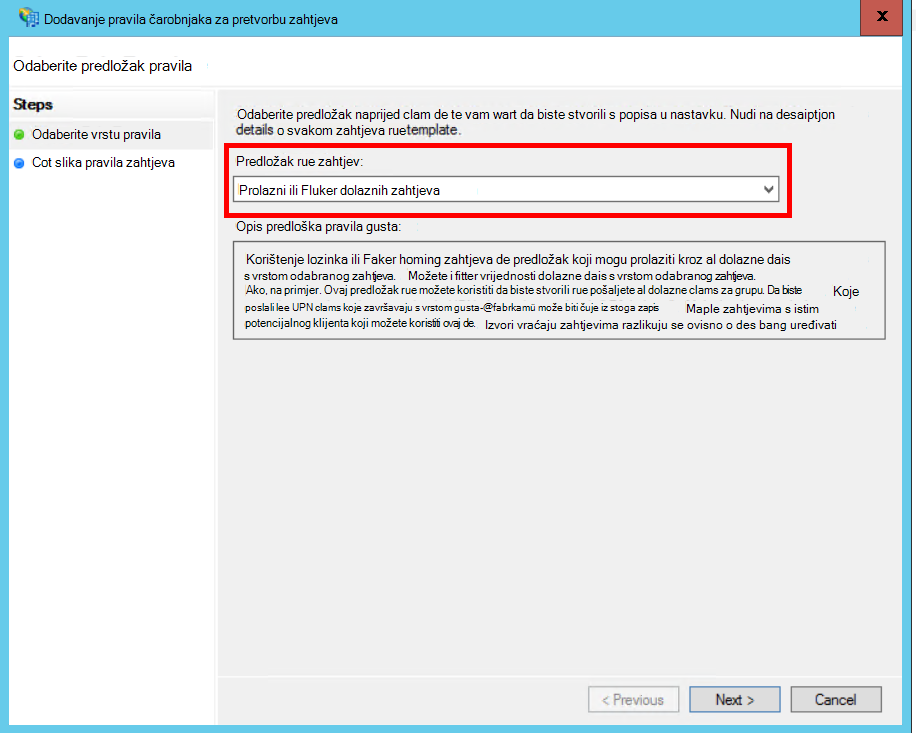 Dodavanje pravila čarobnjaka za pretvorbu zahtjeva
x
Odaberite predložak pravila
Steps
Odaberite vrstu pravila
Cot slika pravila zahtjeva
Odaberite predložak naprijed clam de te vam wart da biste stvorili s popisa u nastavku. Nudi na desaiptjon
details o svakom zahtjeva ruetemplate.
Predložak rue zahtjev:
Prolazni ili Fluker dolaznih zahtjeva
Opis predloška pravila gusta:
Korištenje lozinka ili Faker homing zahtjeva de predložak koji mogu prolaziti kroz al dolazne dais
s vrstom odabranog zahtjeva. Možete i fitter vrijednosti dolazne dais s vrstom odabranog zahtjeva.
Ako, na primjer. Ovaj predložak rue možete koristiti da biste stvorili rue pošaljete al dolazne clams za grupu. Da biste Koje
poslali lee UPN clams koje završavaju s vrstom gusta-@fabrkamü može biti čuje iz stoga zapis Maple zahtjevima s istim
potencijalnog klijenta koji možete koristiti ovaj de. Izvori vraćaju zahtjevima razlikuju se ovisno o des bang uređivati
< Previous
Next >
Cancel